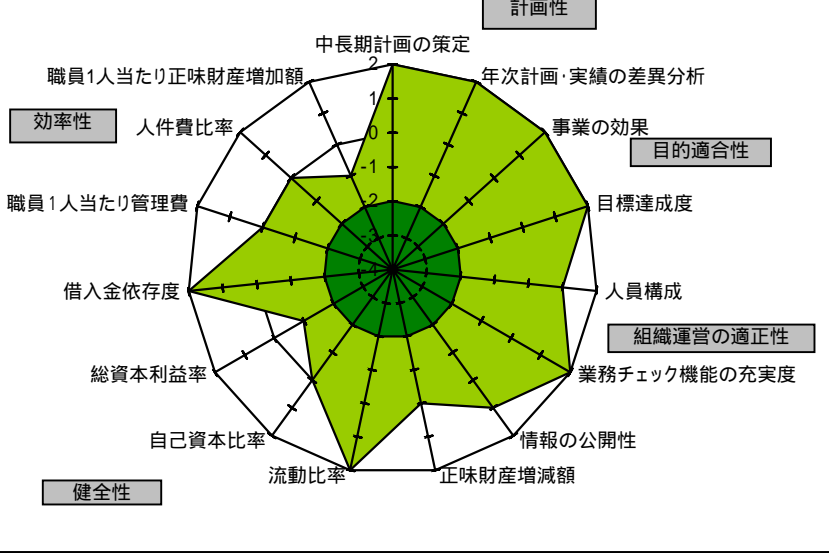 計画性
中長期計画の策定
職員1人当たり正味財産増加額
年次計画・実績の差異分析
効率性
人件費比率
事業の効果
目的適合性
職員1人当たり管理費
目標達成度
借入金依存度
人員構成
組織運営の適正性
総資本利益率
業務チェック機能の充実度
自己資本比率
情報の公開性
流動比率
正味財産増減額
健全性
2
1
0
-1
-2
-3
-4